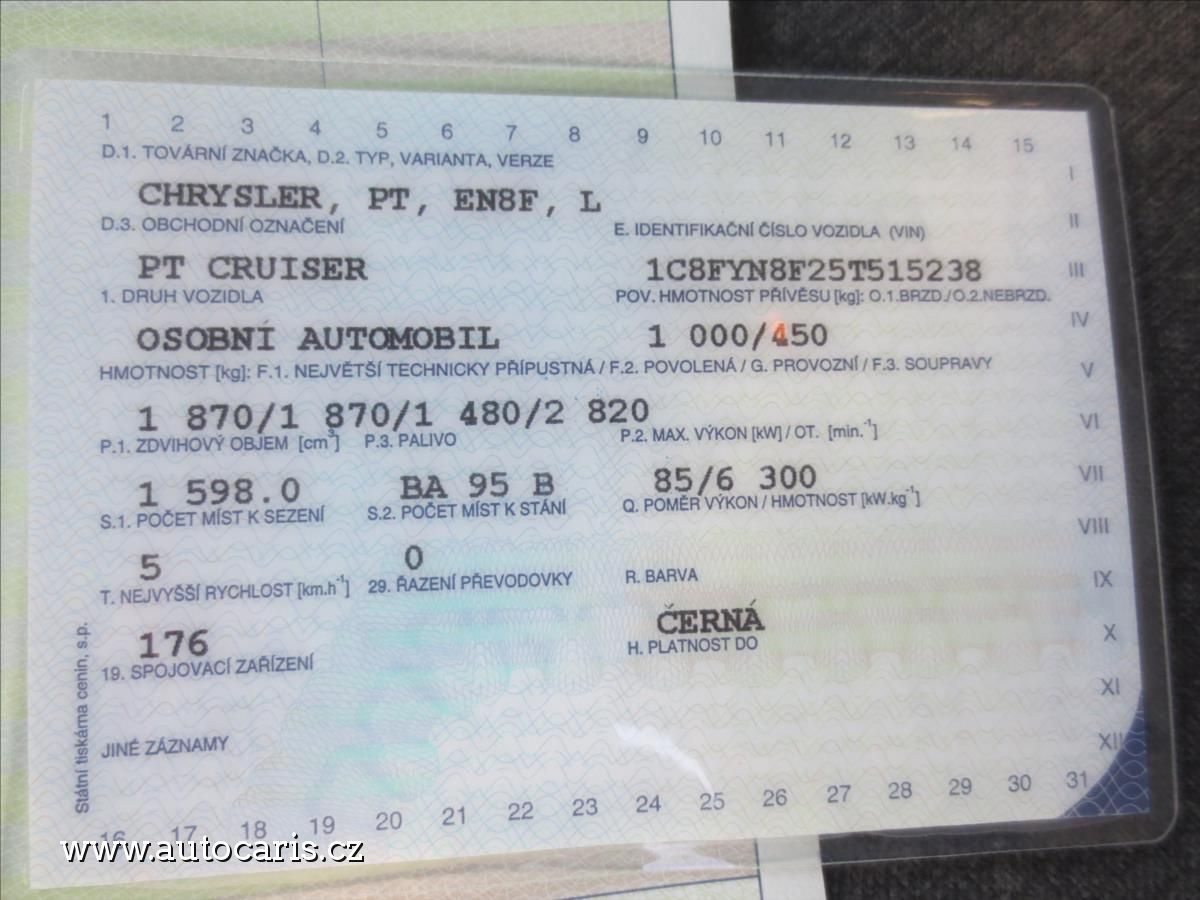 1 2 3 4 5 6 7 8 9 10 11 12 13 14 15
D.1. TOVÁRNÍ ZNAČKA, D.2. TYP, VARIANTA, VERZE
I
CHRYSLER, PT, EN8F, L
II
D.3. OBCHODNÍ OZNAČENÍ E. IDENTIFIKAČNÍ ČÍSLO VOZIDLA (VIN)
PT CRUISER 1C8FYN8F25T515238 III
1. DRUH VOZIDLA POV. HMOTNOST PŘÍVĚSU [kg]: O.1.BRZD./O.2.NEBRZD.
OSOBNÍ AUTOMOBIL 1 000/450 IV
HMOTNOST [kg]: F.1. NEJVĚTŠÍ TECHNICKY PŘÍPUSTNÁ / F.2. POVOLENÁ / G. PROVOZNÍ / F.3. SOUPRAVY V
1 870/1 870/1 480/2 820 VI
P.1. ZDVIHOVÝ OBJEM [cm³] P.3. PALIVO P.2. MAX. VÝKON [kW] / OT. [min.⁻¹]
1 598.0 BA 95 B 85/6 300 VII
S.1. POČET MÍST K SEZENÍ S.2. POČET MÍST K STÁNÍ Q. POMĚR VÝKON / HMOTNOST [kW.kg⁻¹]
VIII
5 0
T. NEJVYŠŠÍ RYCHLOST [km.h⁻¹] 29. ŘAZENÍ PŘEVODOVKY R. BARVA IX
176 ČERNÁ X
19. SPOJOVACÍ ZAŘÍZENÍ H. PLATNOST DO
XI
JINÉ ZÁZNAMY XII
Státní tiskárna cenin, s.p.
16 17 18 19 20 21 22 23 24 25 26 27 28 29 30 31
www.autocaris.cz